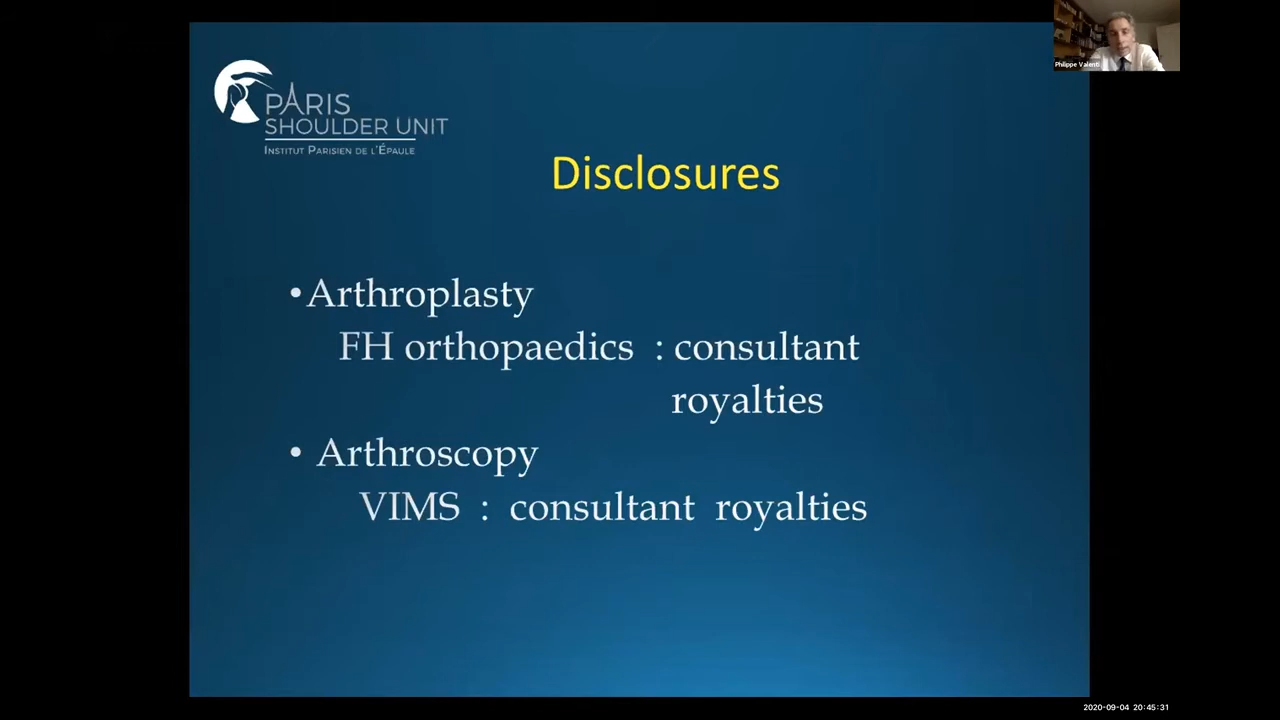 Philippe Valenti
PARIS
SHOULDER UNIT
INSTITUT PARISIEN DE L'ÉPAULE
Disclosures
•Arthroplasty
FH orthopaedics : consultant
royalties
• Arthroscopy
VIMS : consultant royalties
2020-09-04 20:45:31